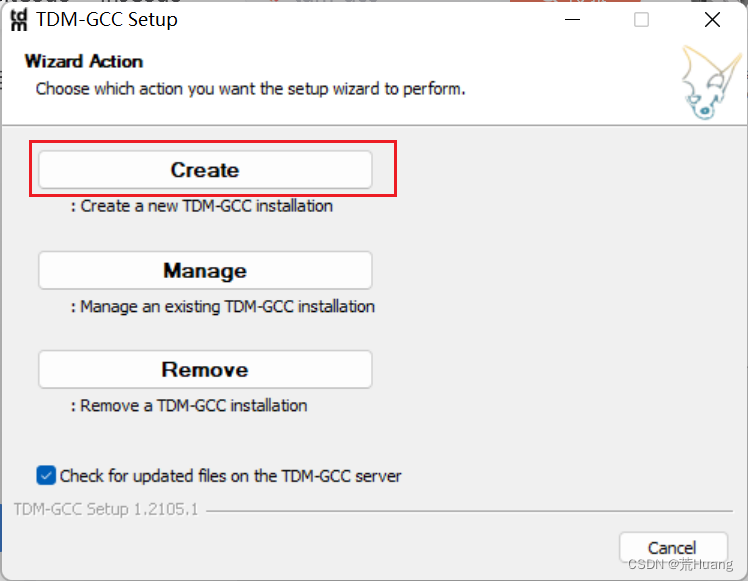 tdm
TDM-GCC Setup
Wizard Action
Choose which action you want the setup wizard to perform.
Create
: Create a new TDM-GCC installation
Manage
: Manage an existing TDM-GCC installation
Remove
: Remove a TDM-GCC installation
Check for updated files on the TDM-GCC server
TDM-GCC Setup 1.2105.1
Cancel
CSDN @荒Huang